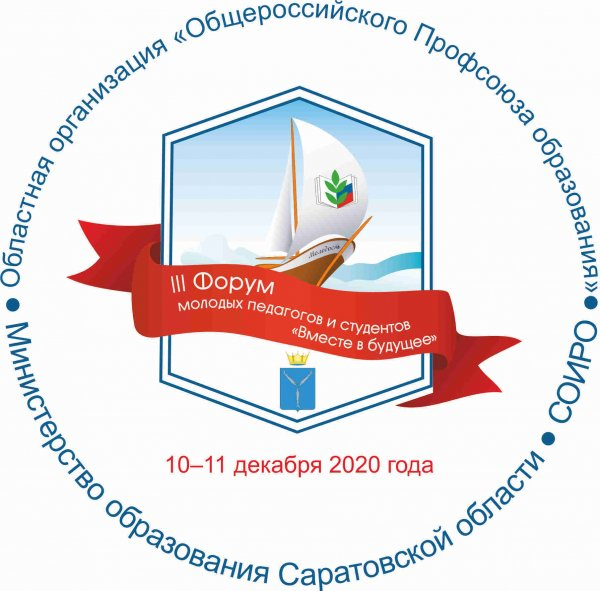 Областная организация «Общероссийского Профсоюза образования»
Молодость
III Форум
молодых педагогов и студентов
«Вместе в будущее»
10–11 декабря 2020 года
Министерство образования Саратовской области • СОИРО